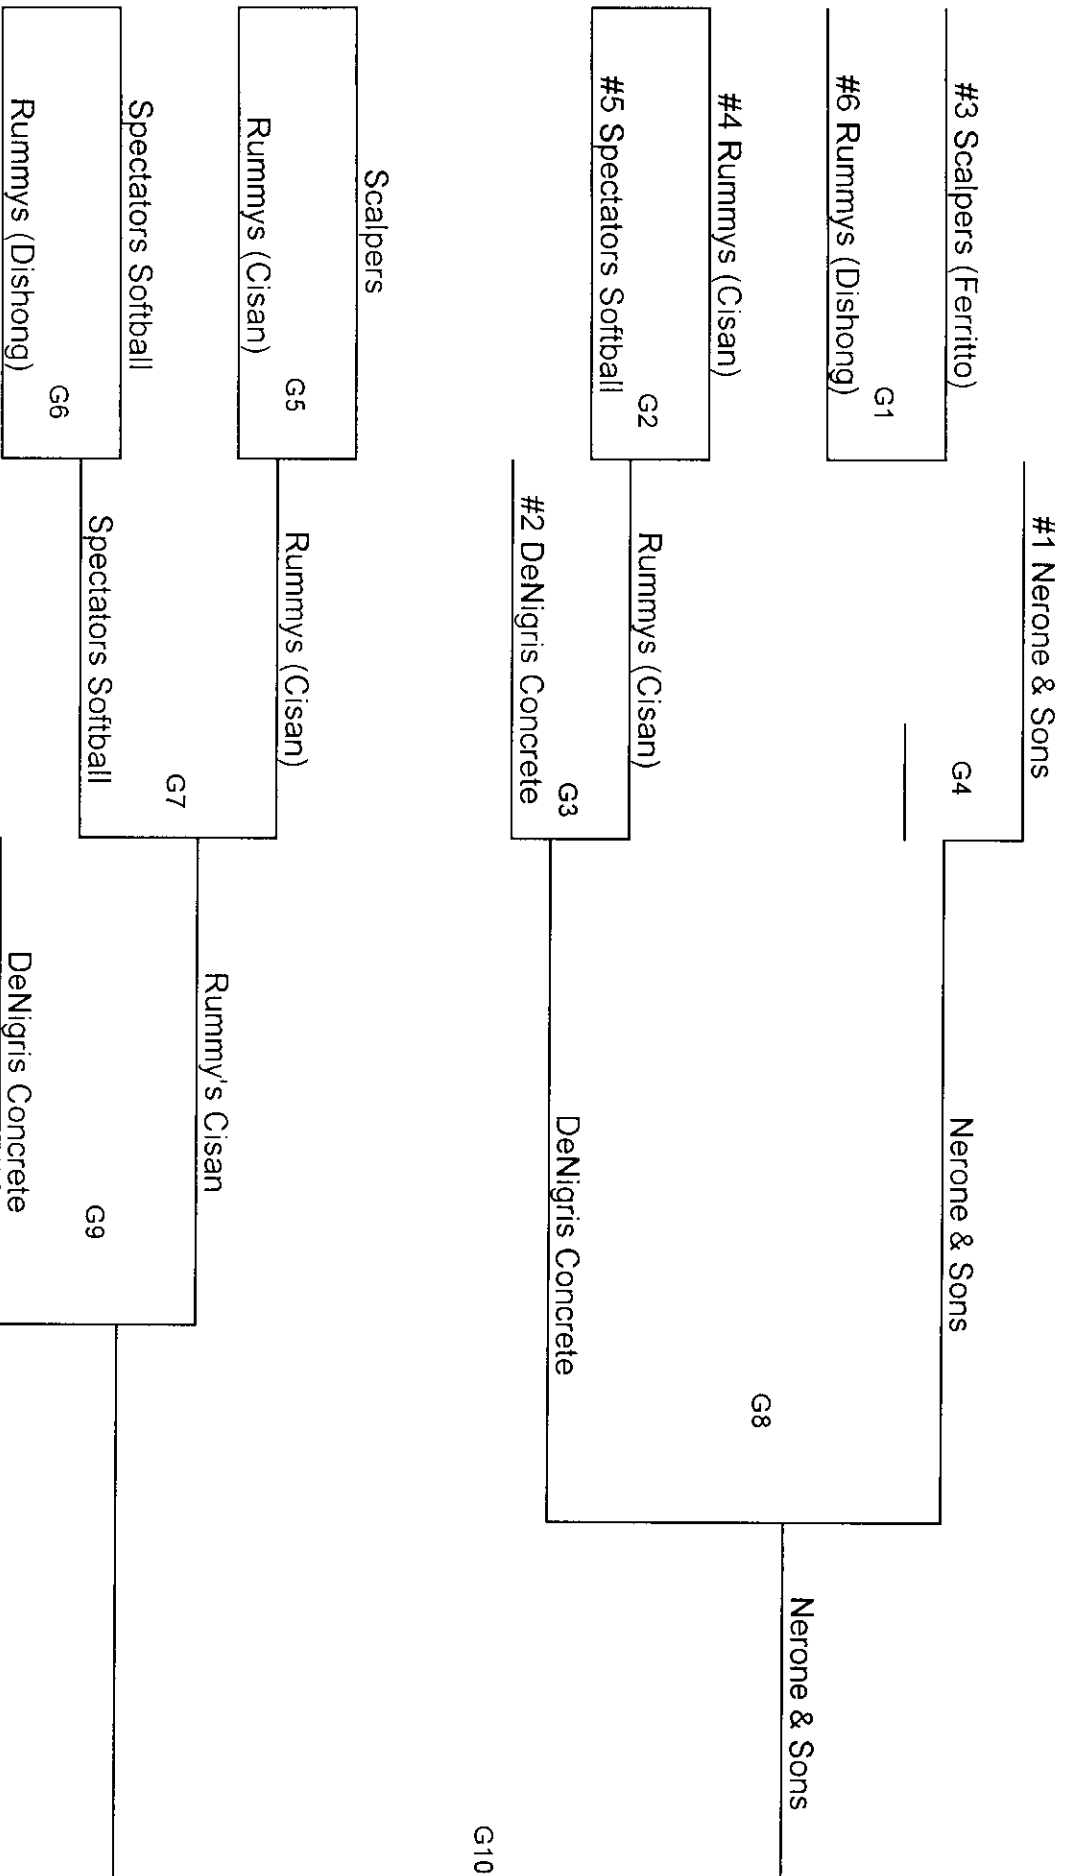 #1 Nerone & Sons
#3 Scalpers (Ferritto)
G4
Nerone & Sons
G1
#6 Rummys (Dishong)
Nerone & Sons
G8
#4 Rummys (Cisan)
G2
Rummys (Cisan)
#5 Spectators Softball
G3
DeNigris Concrete
#2 DeNigris Concrete
G10
Scalpers
G5
Rummys (Cisan)
Rummys (Cisan)
G7
Rummy's Cisan
Spectators Softball
Spectators Softball
G9
G6
Rummys (Dishong)
DeNigris Concrete